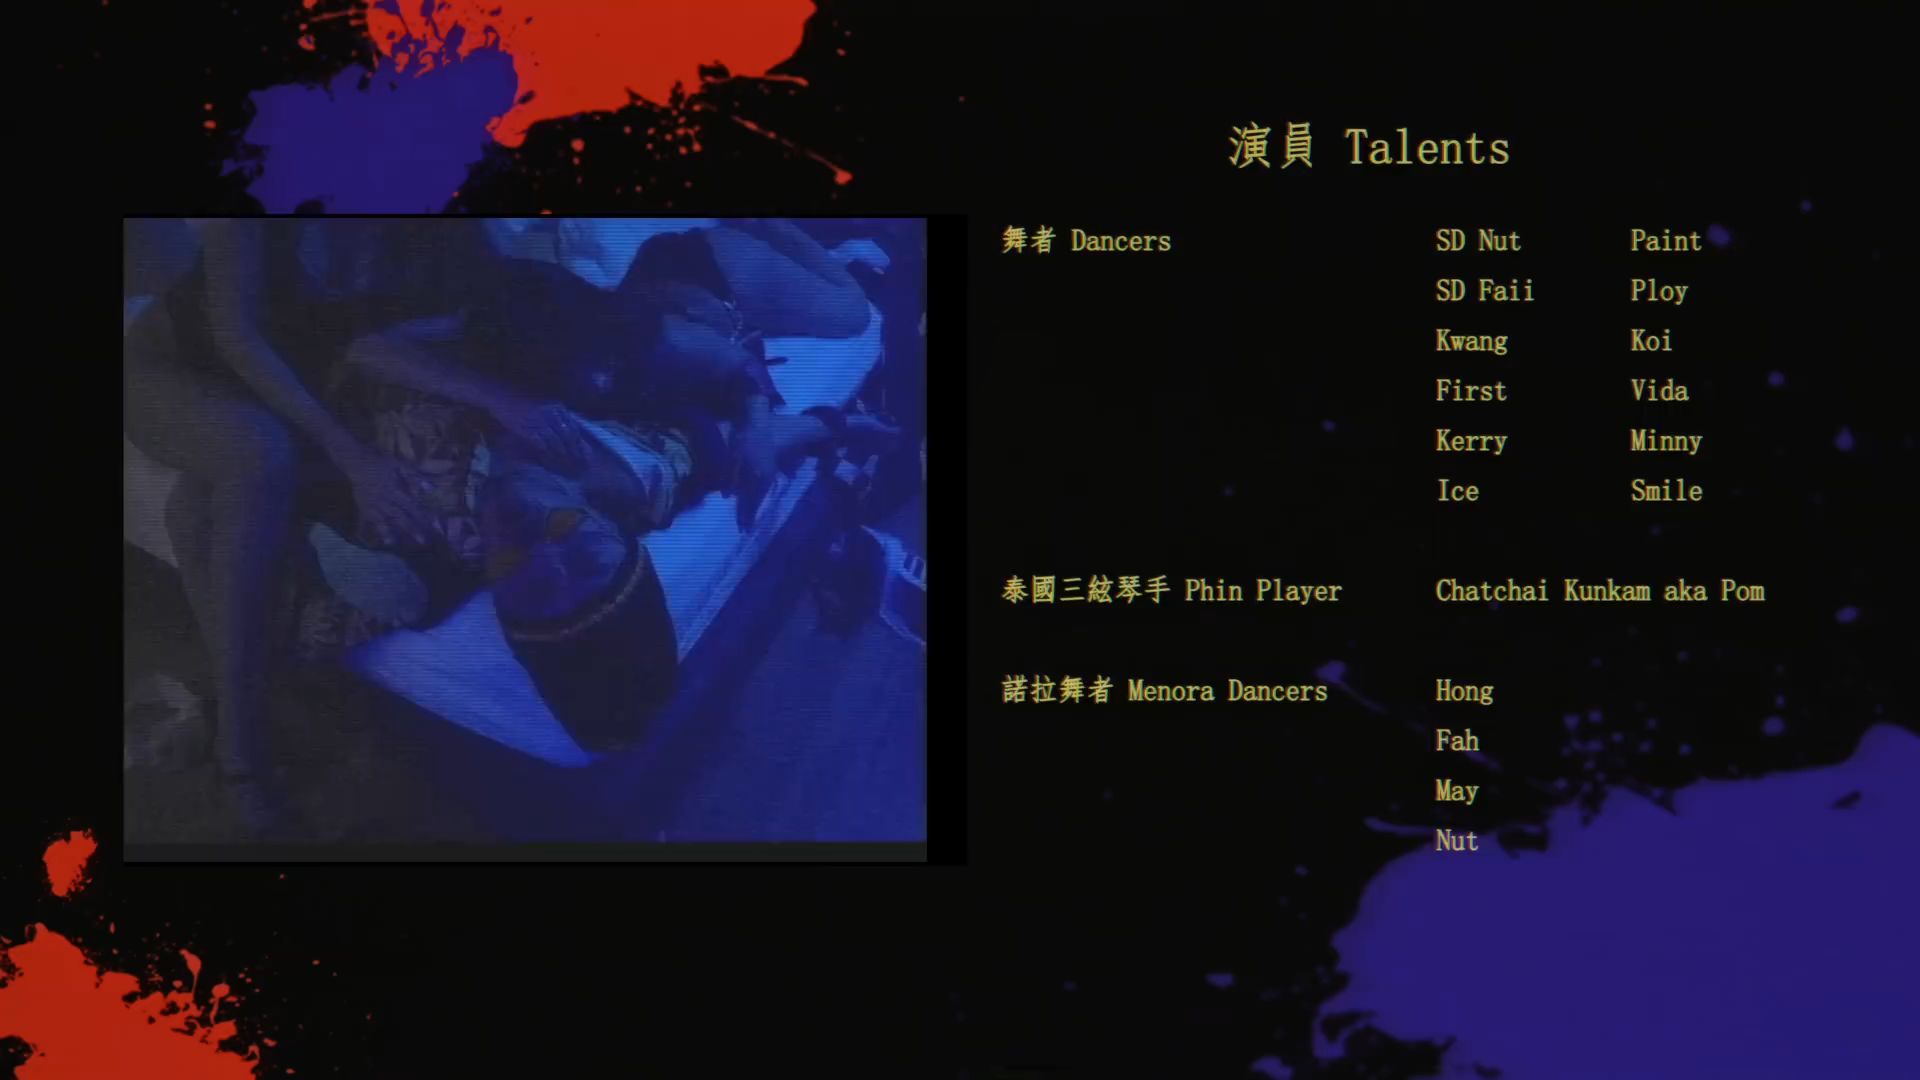 演員 Talents
舞者 Dancers SD Nut Paint
SD Faii Ploy
Kwang Koi
First Vida
Kerry Minny
Ice Smile
泰國三絃琴手 Phin Player Chatchai Kunkam aka Pom
諾拉舞者 Menora Dancers Hong
Fah
May
Nut